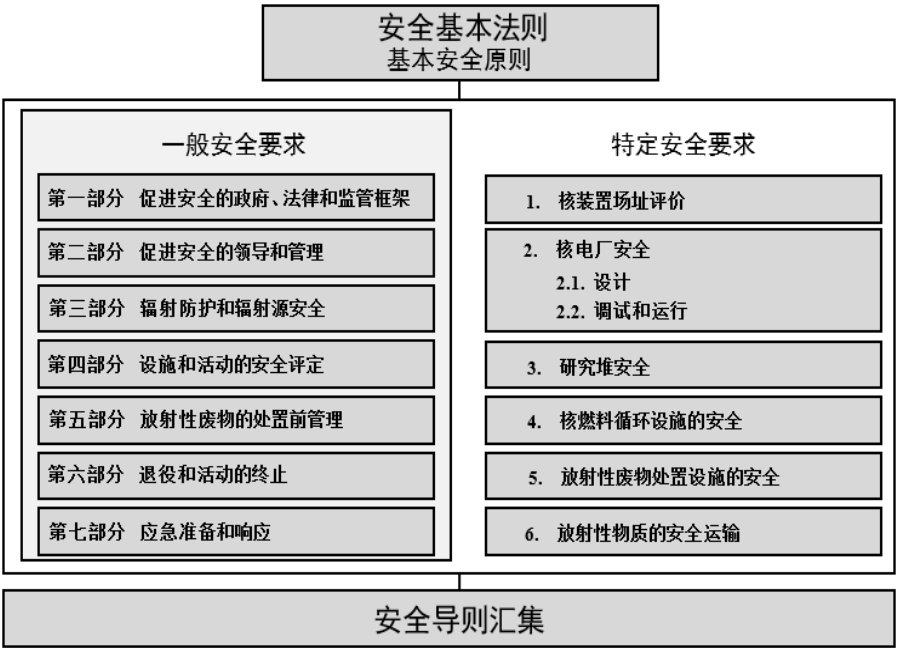 安全基本法则
基本安全原则
一般安全要求
第一部分 促进安全的政府、法律和监管框架
第二部分 促进安全的领导和管理
第三部分 辐射防护和辐射源安全
第四部分 设施和活动的安全评定
第五部分 放射性废物的处置前管理
第六部分 退役和活动的终止
第七部分 应急准备和响应
特定安全要求
1. 核装置场址评价
2. 核电厂安全
2.1. 设计
2.2. 调试和运行
3. 研究堆安全
4. 核燃料循环设施的安全
5. 放射性废物处置设施的安全
6. 放射性物质的安全运输
安全导则汇集